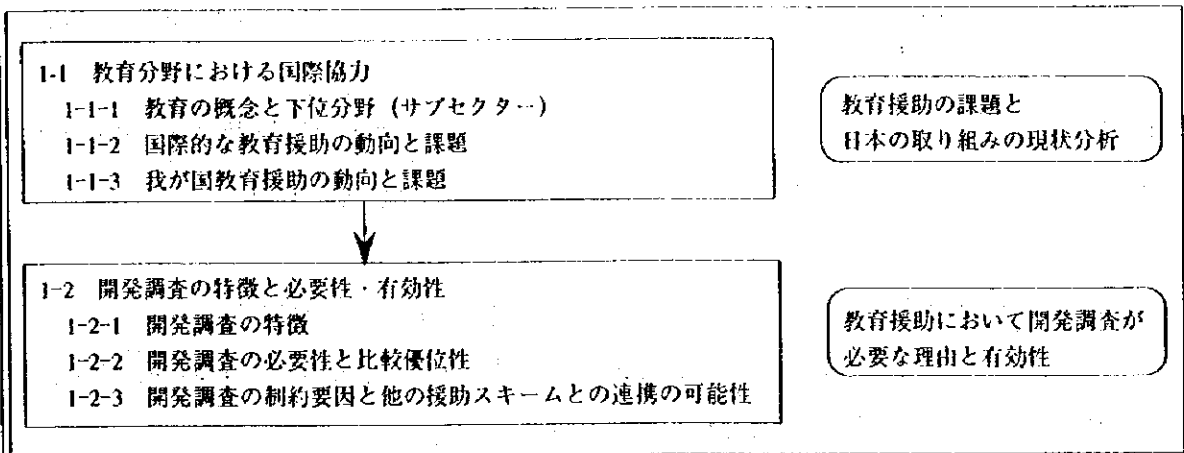 1-1 教育分野における国際協力
1-1-1 教育の概念と下位分野（サブセクター）
1-1-2 国際的な教育援助の動向と課題
1-1-3 我が国教育援助の動向と課題
教育援助の課題と
日本の取り組みの現状分析
1-2 開発調査の特徴と必要性・有効性
1-2-1 開発調査の特徴
1-2-2 開発調査の必要性と比較優位性
1-2-3 開発調査の制約要因と他の援助スキームとの連携の可能性
教育援助において開発調査が
必要な理由と有効性